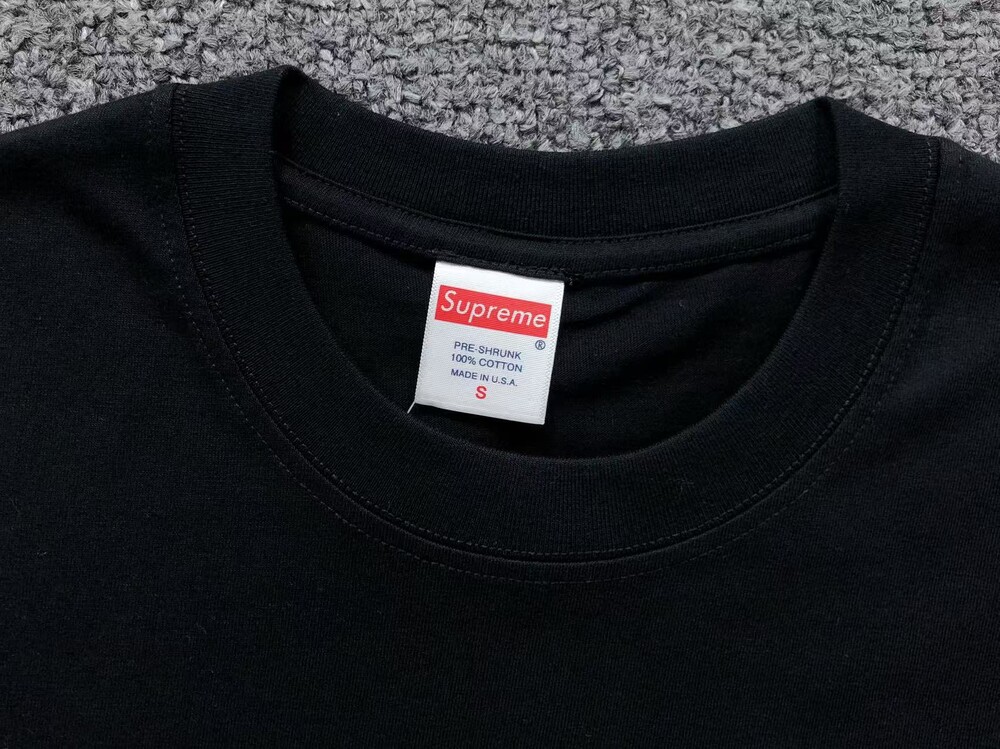 Supreme
®
PRE-SHRUNK
100% COTTON
MADE IN U.S.A.
S